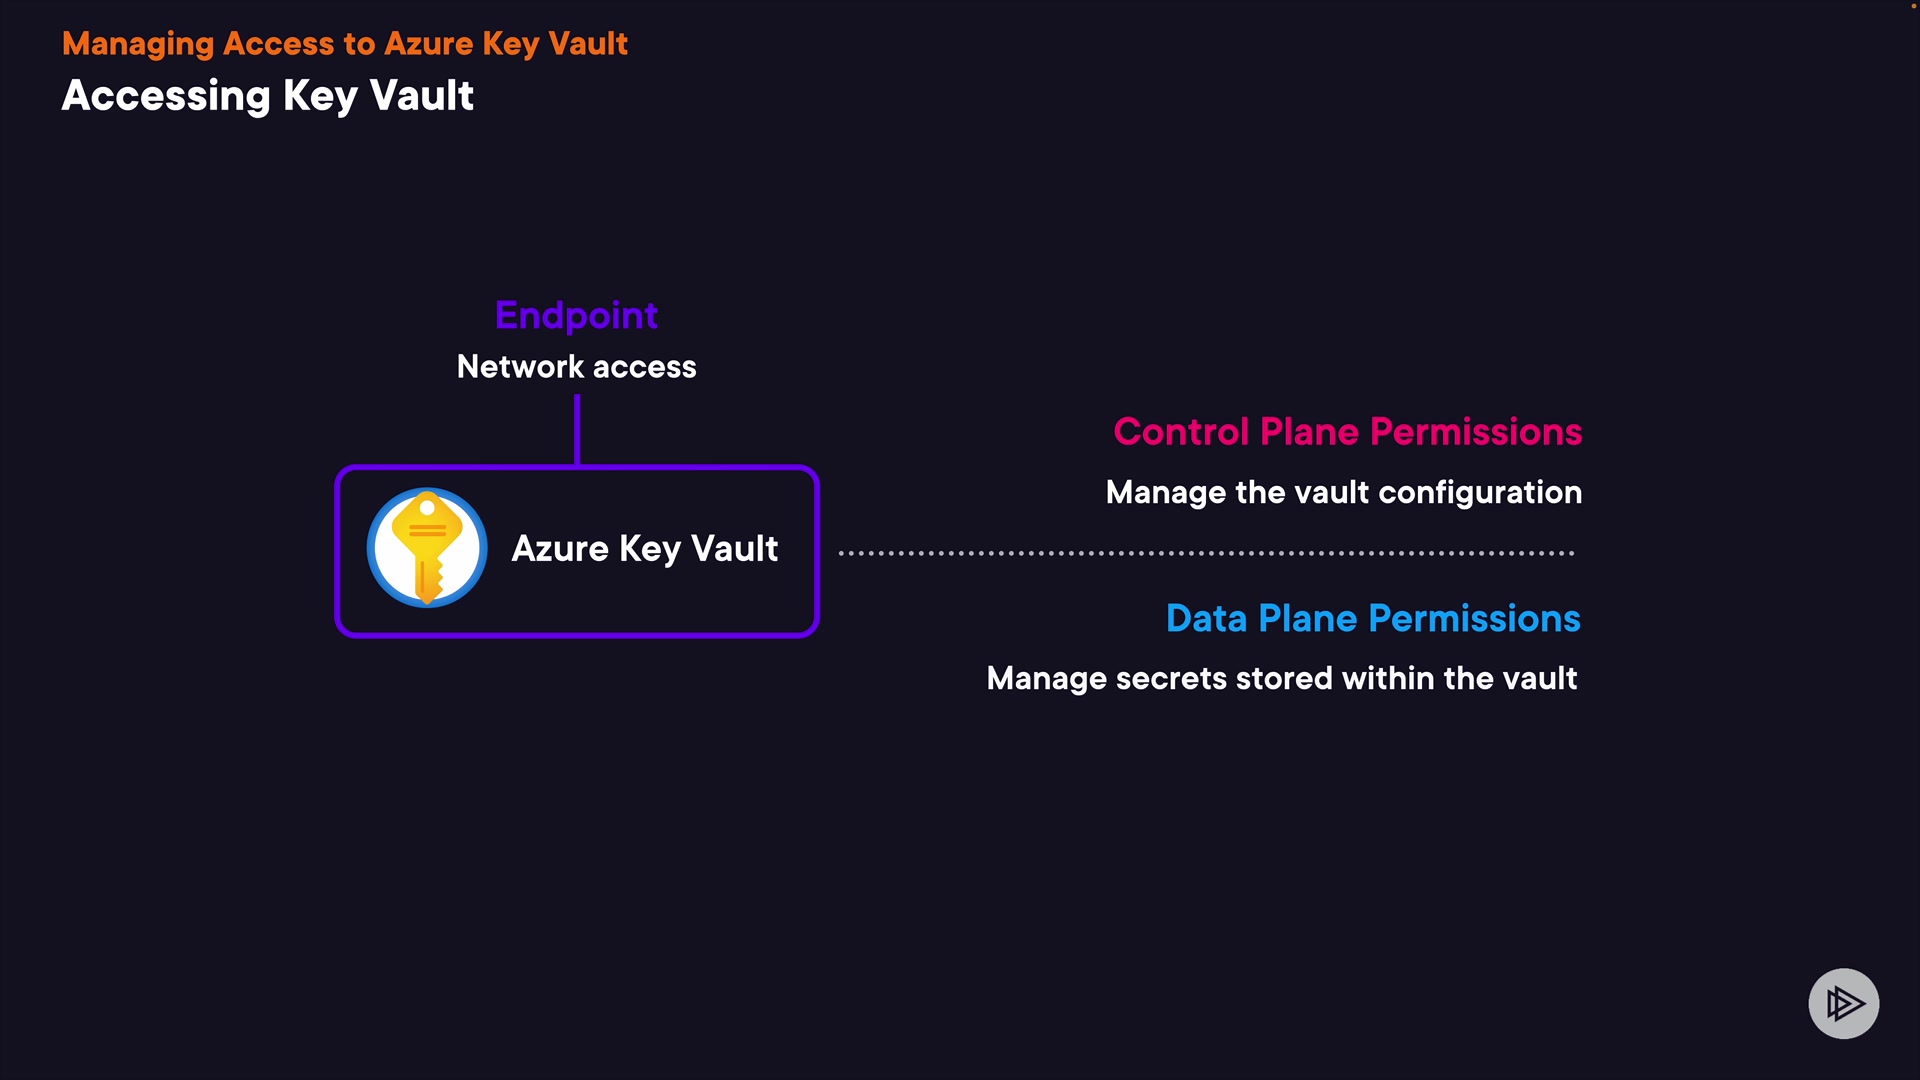 Managing Access to Azure Key Vault
Accessing Key Vault
Endpoint
Network access
Azure Key Vault
Control Plane Permissions
Manage the vault configuration
Data Plane Permissions
Manage secrets stored within the vault